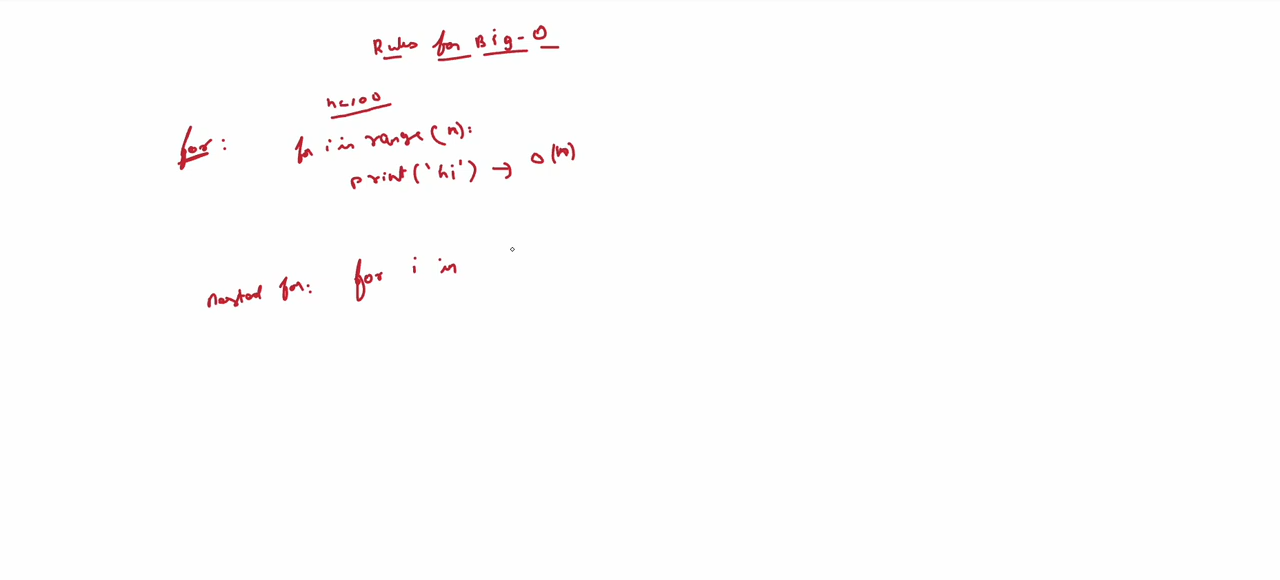 Rules for Big-O
n=100
for: for i in range(n):
print('hi') → O(n)
nested for: for i in